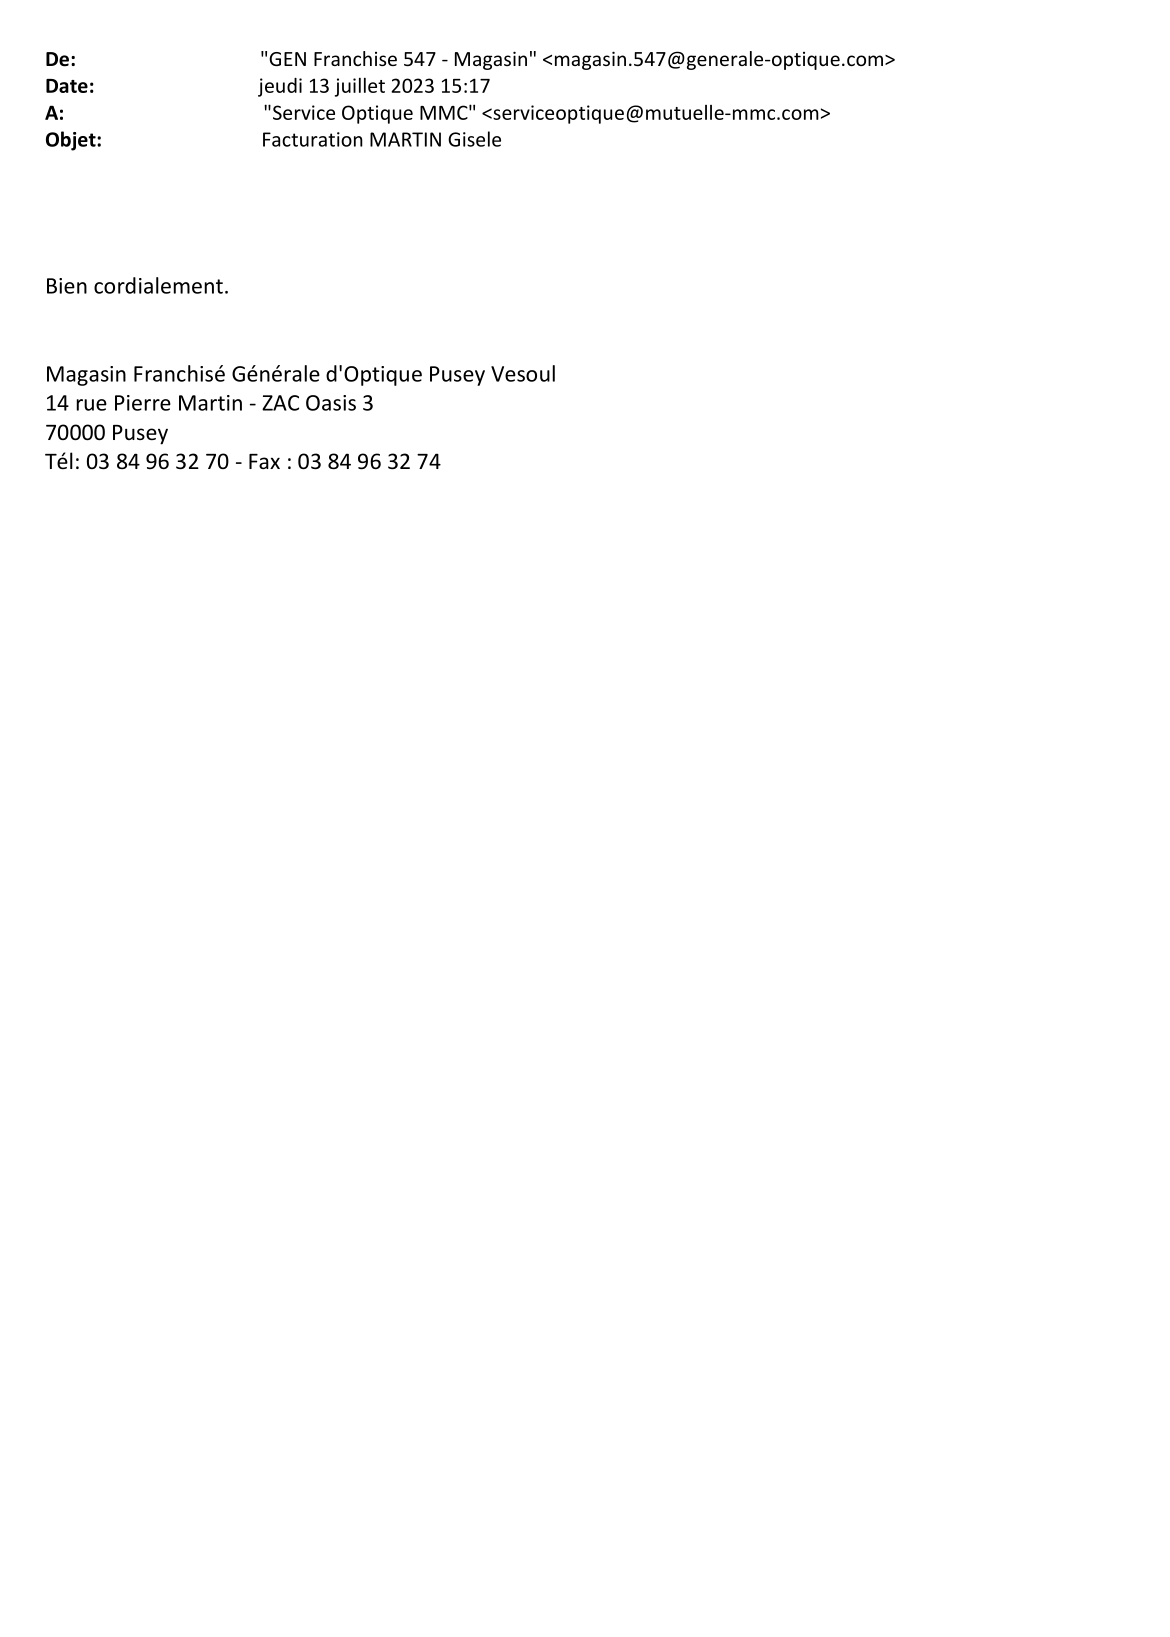 De: "GEN Franchise 547 - Magasin" <magasin.547@generale-optique.com>
Date: jeudi 13 juillet 2023 15:17
A: "Service Optique MMC" <serviceoptique@mutuelle-mmc.com>
Objet: Facturation MARTIN Gisele
Bien cordialement.
Magasin Franchisé Générale d'Optique Pusey Vesoul
14 rue Pierre Martin - ZAC Oasis 3
70000 Pusey
Tél: 03 84 96 32 70 - Fax : 03 84 96 32 74